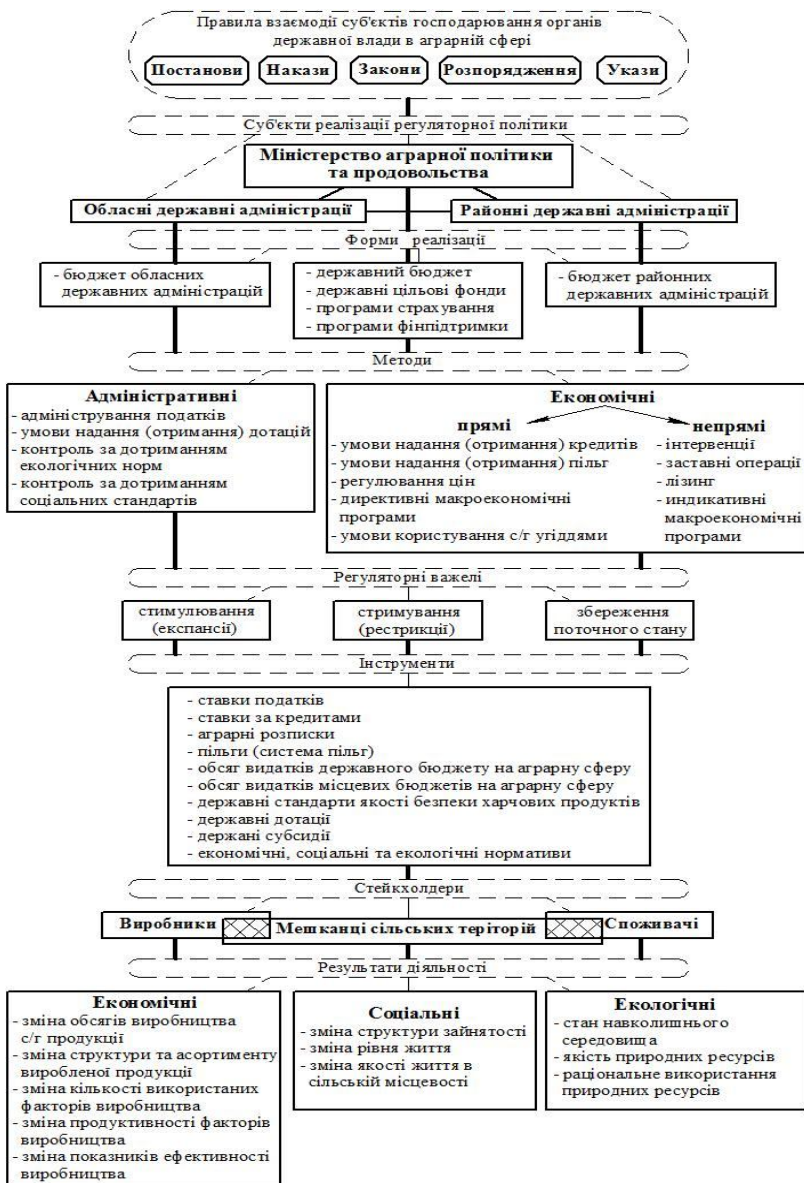 Правила взаємодії суб'єктів господарювання органів
державної влади в аграрній сфері
Постанови Накази Закони Розпорядження Укази
Суб'єкти реалізації регуляторної політики
Міністерство аграрної політики
та продовольства
Обласні державні адміністрації Районні державні адміністрації
Форми реалізації
- бюджет обласних
державних адміністрацій
- державний бюджет
- державні цільові фонди
- програми страхування
- програми фінпідтримки
- бюджет районних
державних адміністрацій
Методи
Адміністративні
- адміністрування податків
- умови надання (отримання) дотацій
- контроль за дотриманням
екологічних норм
- контроль за дотриманням
соціальних стандартів
Економічні
прямі
- умови надання (отримання) кредитів
- умови надання (отримання) пільг
- регулювання цін
- директивні макроекономічні
програми
- умови користування с/г угіддями
непрямі
- інтервенції
- заставні операції
- лізинг
- индикативні
макроекономічні
програми
Регуляторні важелі
стимулювання
(експансії)
стримування
(рестрикції)
збереження
поточного стану
Інструменти
- ставки податків
- ставки за кредитами
- аграрні розписки
- пільги (система пільг)
- обсяг видатків державного бюджету на аграрну сферу
- обсяг видатків місцевих бюджетів на аграрну сферу
- державні стандарти якості безпеки харчових продуктів
- державні дотації
- держані субсидії
- економічні, соціальні та екологічні нормативи
Стейкхолдери
Виробники Мешканці сільських теріторій Споживачі
Результати діяльності
Економічні
- зміна обсягів виробництва
с/г продукції
- зміна структури та асортименту
виробленої продукції
- зміна кількості використаних
факторів виробництва
- зміна продуктивності факторів
виробництва
- зміна показників ефективності
виробництва
Соціальні
- зміна структури зайнятості
- зміна рівня життя
- зміна якості життя в
сільській місцевості
Екологічні
- стан навколишнього
середовища
- якість природних ресурсів
- раціональне використання
природних ресурсів